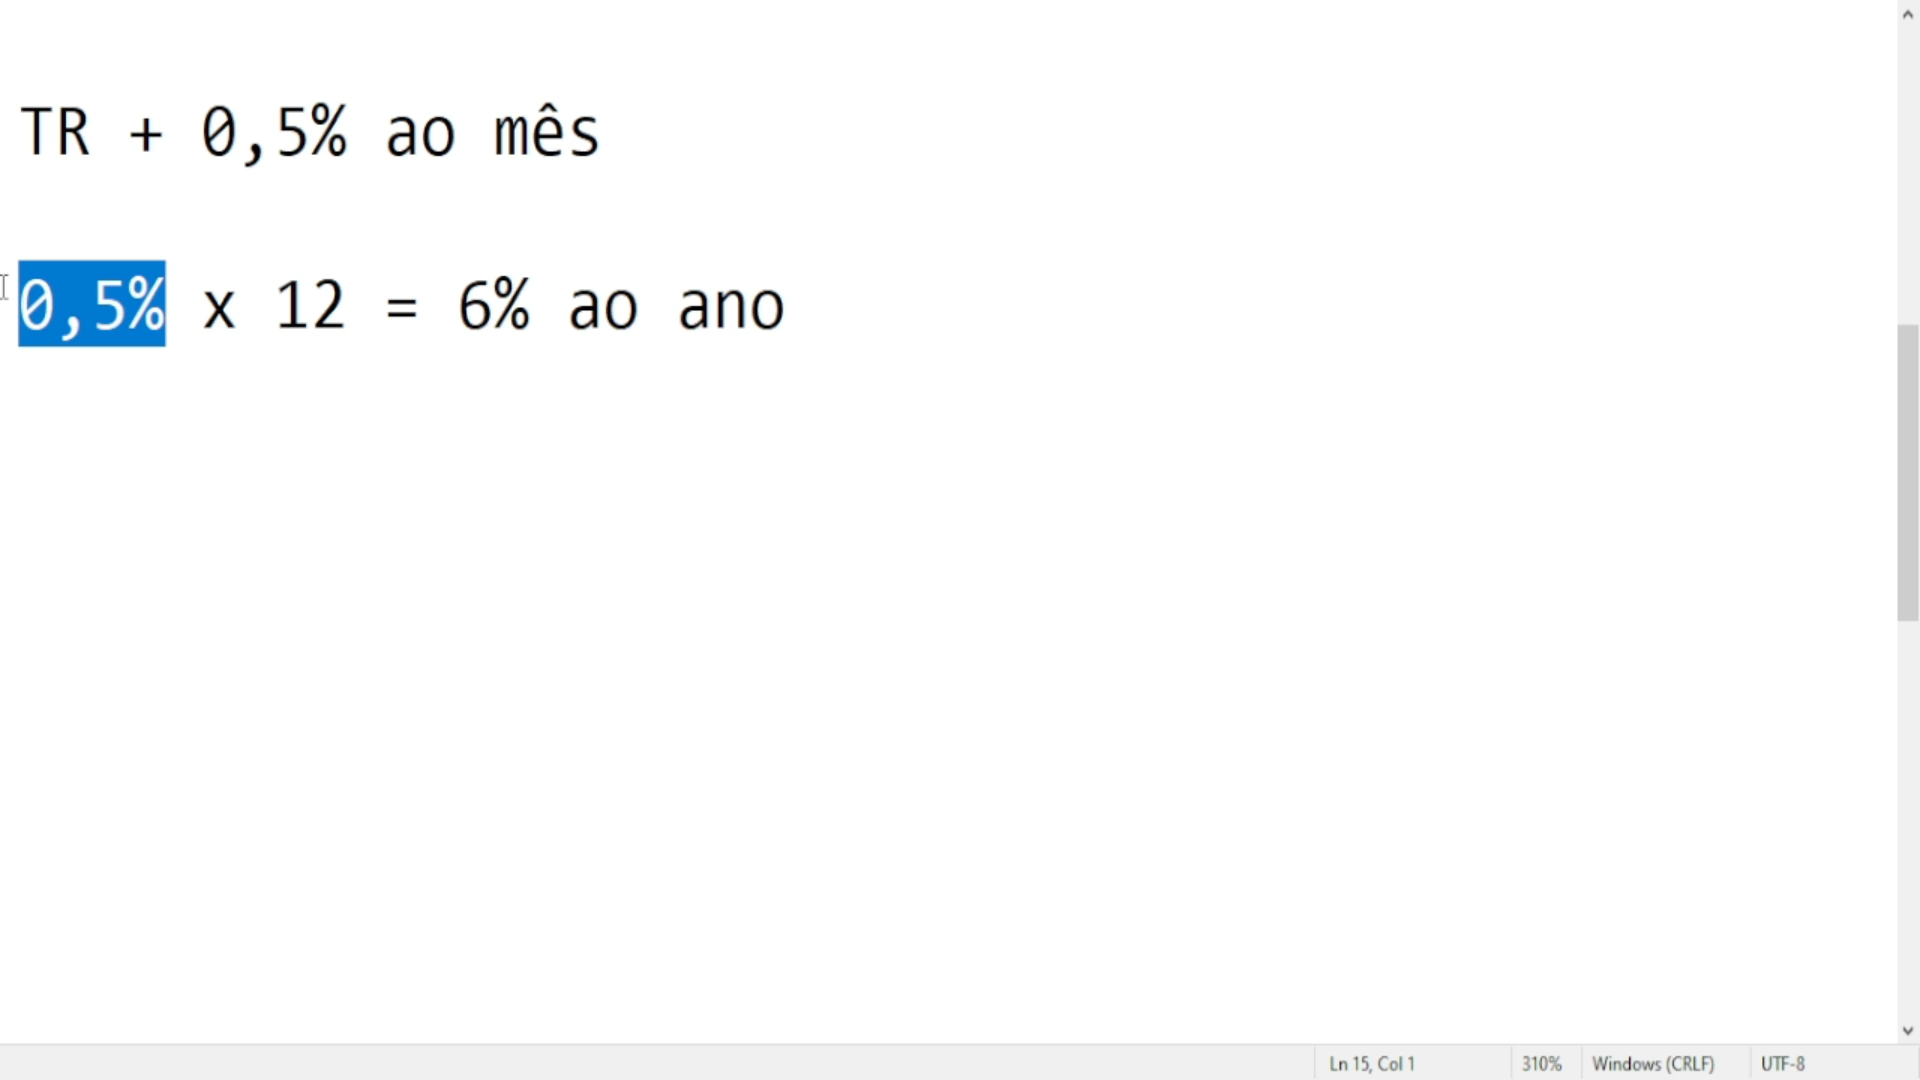 TR + 0,5% ao mês
0,5% x 12 = 6% ao ano
Ln 15, Col 1 310% Windows (CRLF) UTF-8